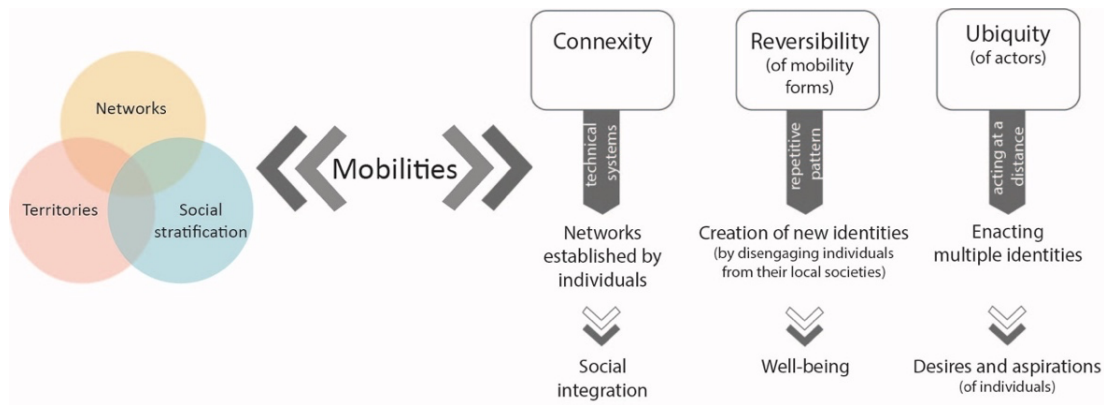 Networks
Territories
Social
stratification
Mobilities
Connexity
technical
systems
Networks
established by
individuals
Social
integration
Reversibility
(of mobility
forms)
repetitive
pattern
Creation of new identities
(by disengaging individuals
from their local societies)
Well-being
Ubiquity
(of actors)
acting at a
distance
Enacting
multiple identities
Desires and aspirations
(of individuals)